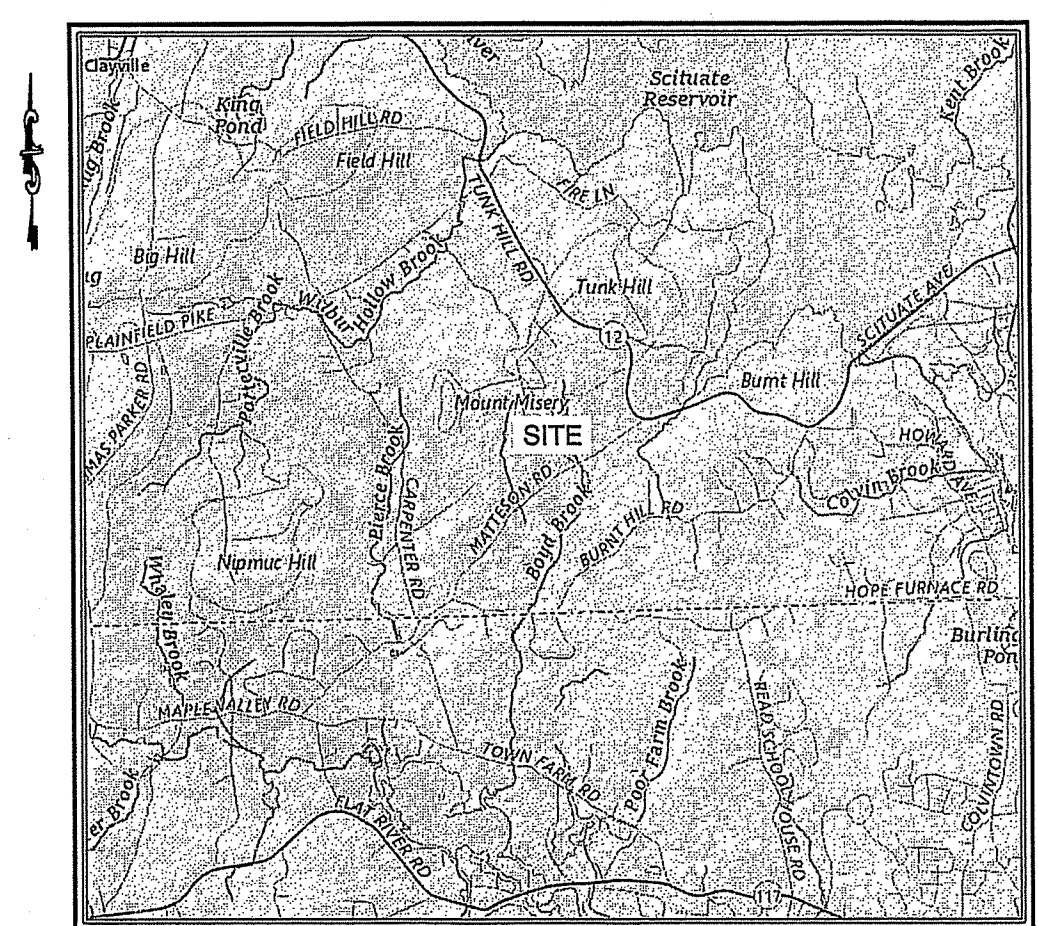 Clayville
King
Pond
FIELD HILL RD
Field Hill
Scituate
Reservoir
Kent Brook
FIRE LN
TUNK HILL RD
Big Hill
Tunk Hill
Wilbur Hollow Brook
PLAINFIELD PIKE
Potterville Brook
12
SCITUATE AVE
Burnt Hill
Mount Misery
SITE
Pierce Brook
CARPENTER RD
MATTESON RD
Boyd Brook
BURNT HILL RD
HOWARD AVE
Colvin Brook
Nipmuc Hill
Whaley Brook
HOPE FURNACE RD
MAPLE VALLEY RD
TOWN FARM RD
Poor Farm Brook
READ SCHOOLHOUSE RD
COLVINTOWN RD
FLAT RIVER RD
117